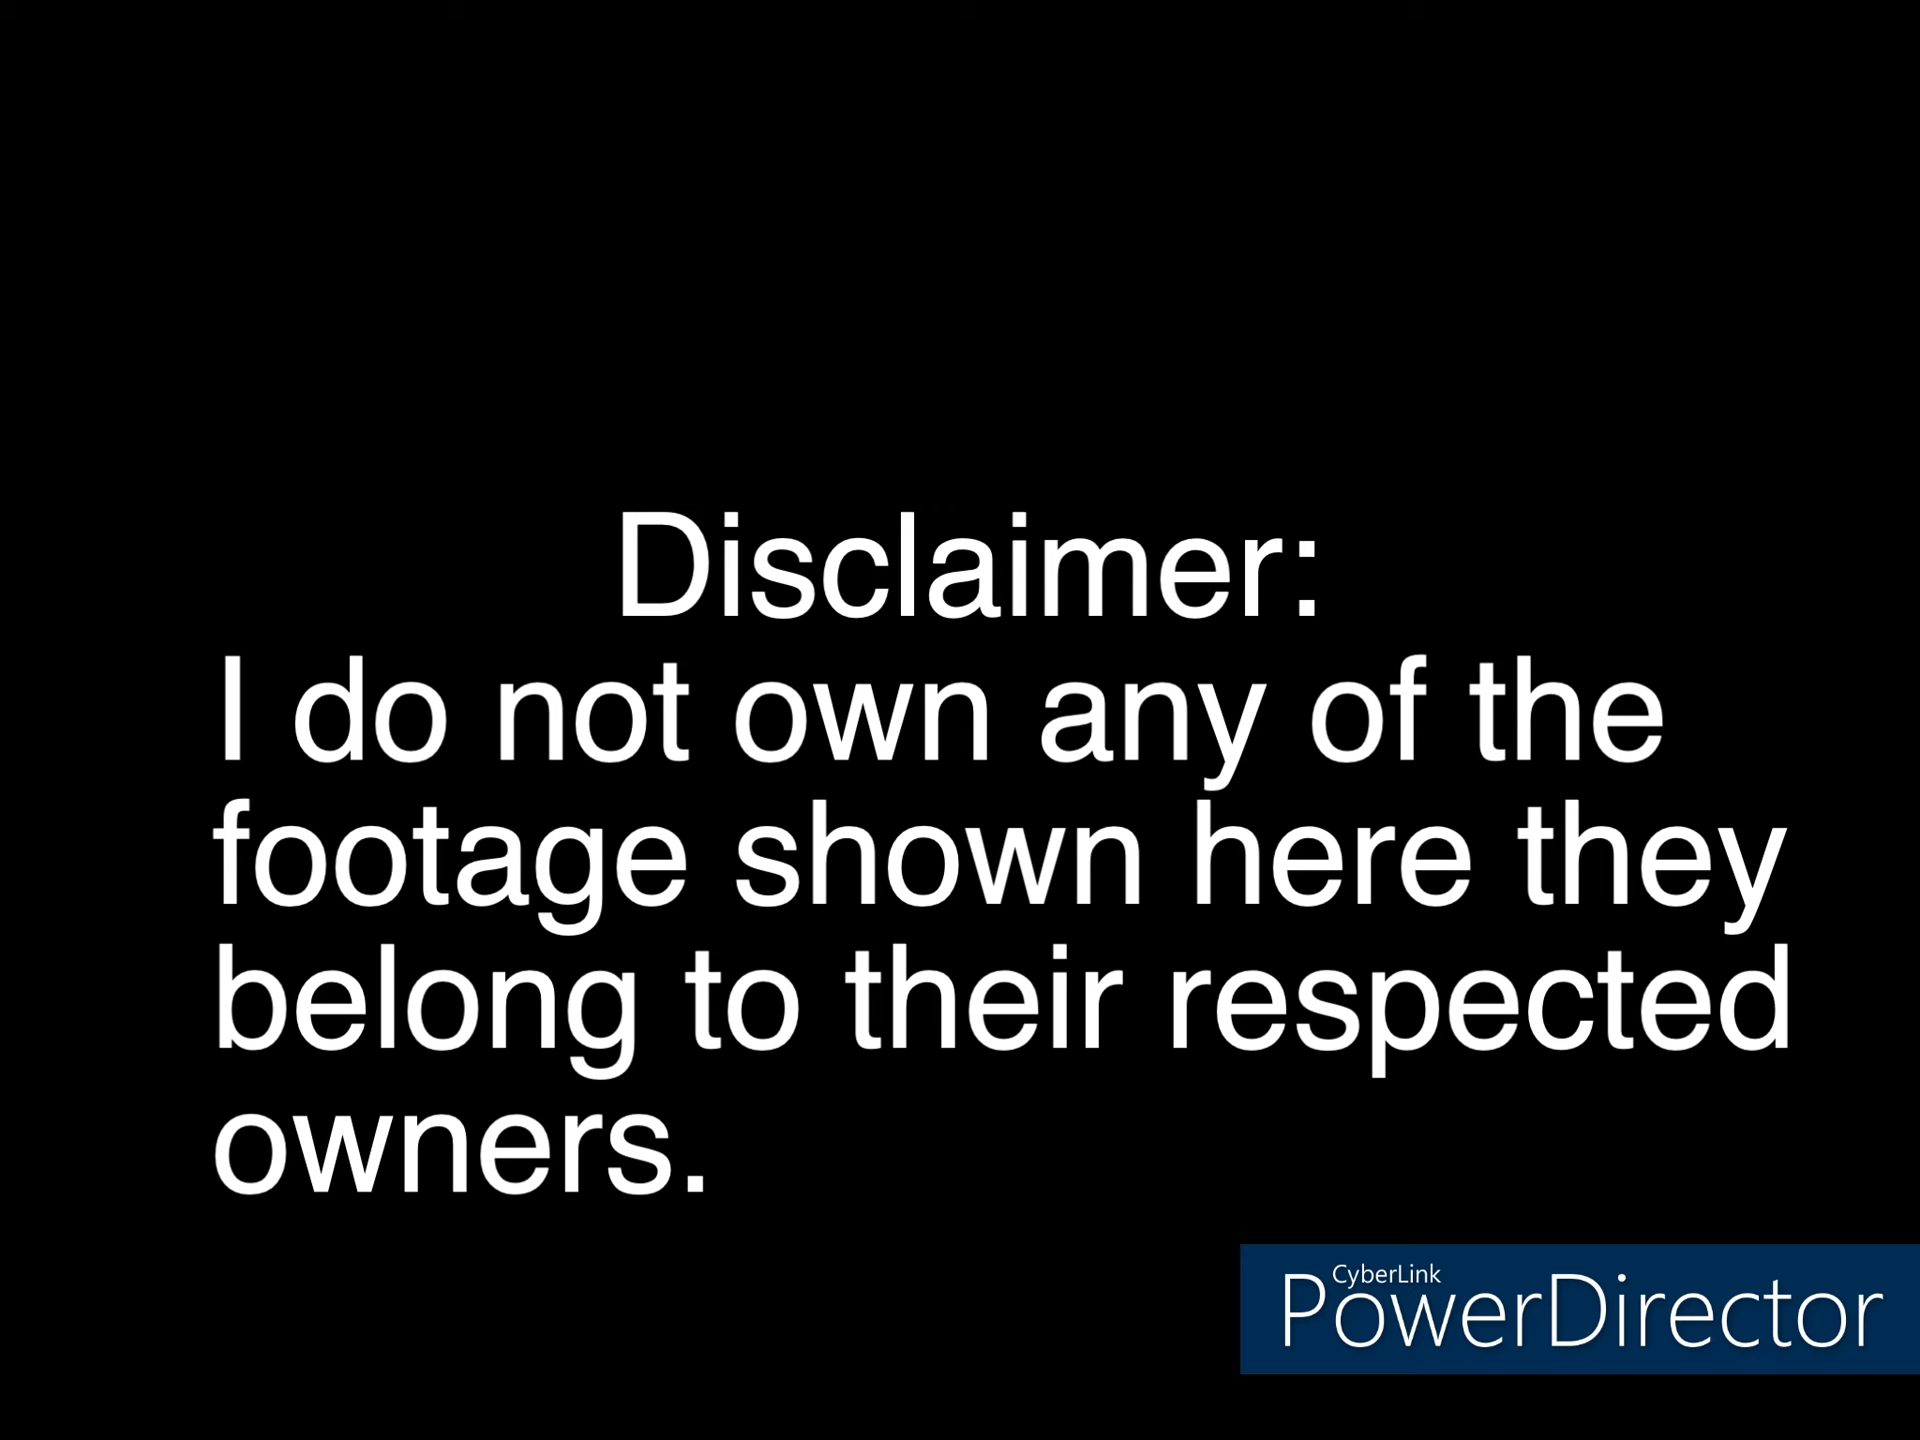 Disclaimer:
I do not own any of the
footage shown here they
belong to their respected
owners.
CyberLink
PowerDirector